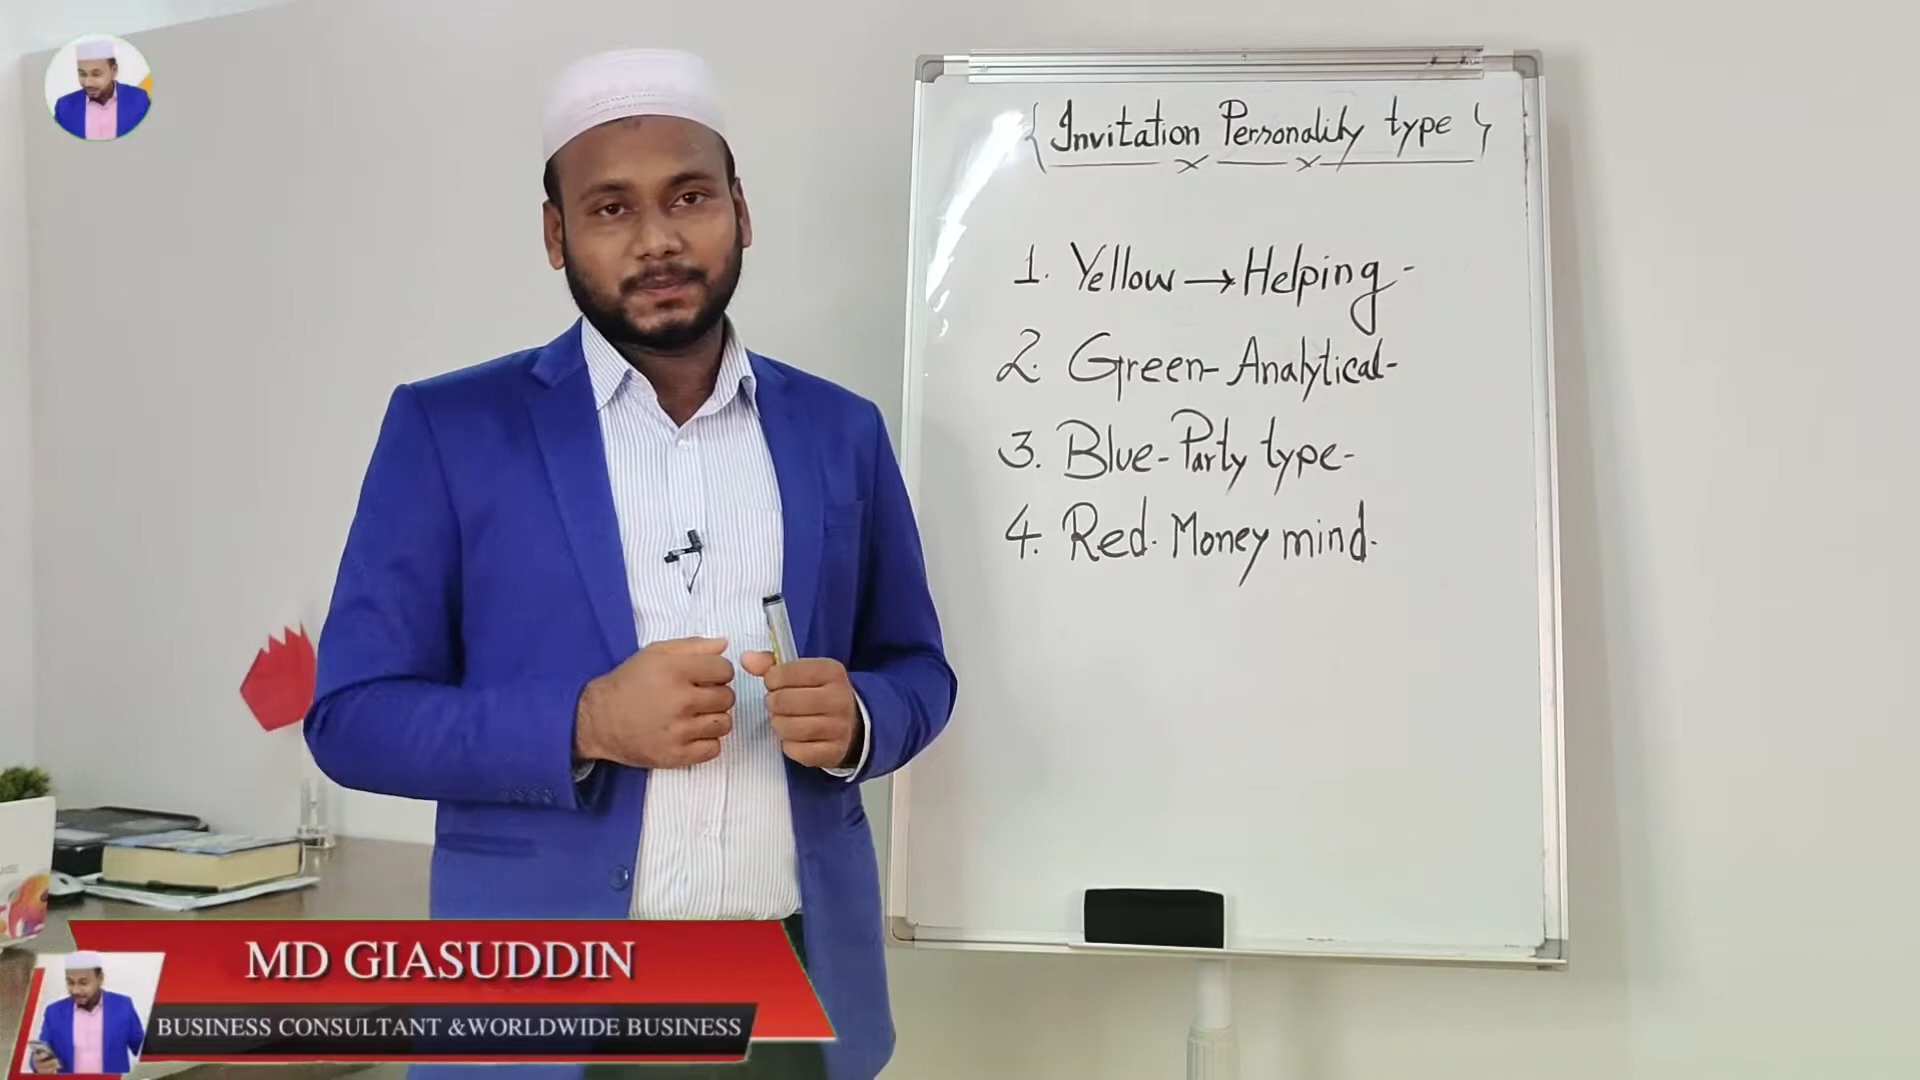 { Invitation Personality type }
1. Yellow → Helping -
2. Green - Analytical -
3. Blue - Party type -
4. Red. Money mind.
MD GIASUDDIN
BUSINESS CONSULTANT &WORLDWIDE BUSINESS